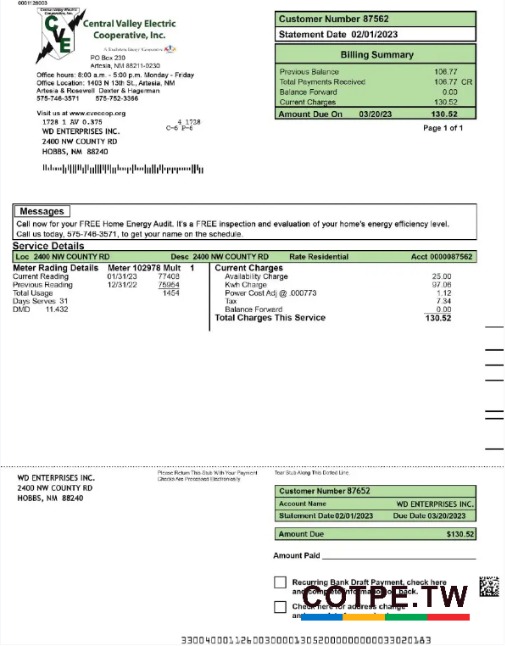 0001126003
Central Valley Electric
Cooperative, Inc.
CVE
PO Box 230
Artesia, NM 88211-0230
Office hours: 8:00 a.m. - 5:00 p.m. Monday - Friday
Office Location: 1403 N 13th St., Artesia, NM
Artesia & Roswell Dexter & Hagerman
575-746-3571 575-752-3366
Visit us at www.cvecoop.org
1728 1 AV 0.375 4 1728
C-6 P-6
WD ENTERPRISES INC.
2400 NW COUNTY RD
HOBBS, NM 88240
Customer Number 87562
Statement Date 02/01/2023
Billing Summary
Previous Balance 106.77
Total Payments Received 106.77 CR
Balance Forward 0.00
Current Charges 130.52
Amount Due On 03/20/23 130.52
Page 1 of 1
Messages
Call now for your FREE Home Energy Audit. It's a FREE inspection and evaluation of your home's energy efficiency level.
Call us today, 575-746-3571, to get your name on the schedule.
Service Details
Loc 2400 NW COUNTY RD Desc 2400 NW COUNTY RD Rate Residential Acct 0000087562
Meter Rading Details Meter 102978 Mult 1
Current Reading 01/31/23 77408
Previous Reading 12/31/22 75954
Total Usage 1454
Days Serves 31
DMD 11.432
Current Charges
Availability Charge 25.00
Kwh Charge 97.06
Power Cost Adj @ .000773 1.12
Tax 7.34
Balance Forward 0.00
Total Charges This Service 130.52
Please Return This Stub With Your Payment
Checks Are Processed Electronically
Tear Stub Along This Dotted Line
WD ENTERPRISES INC.
2400 NW COUNTY RD
HOBBS, NM 88240
Customer Number 87652
Account Name WD ENTERPRISES INC.
Statement Date 02/01/2023 Due Date 03/20/2023
Amount Due $130.52
Amount Paid
Recurring Bank Draft Payment, check here
and complete information on back.
Check here for address change
COTPE.TW